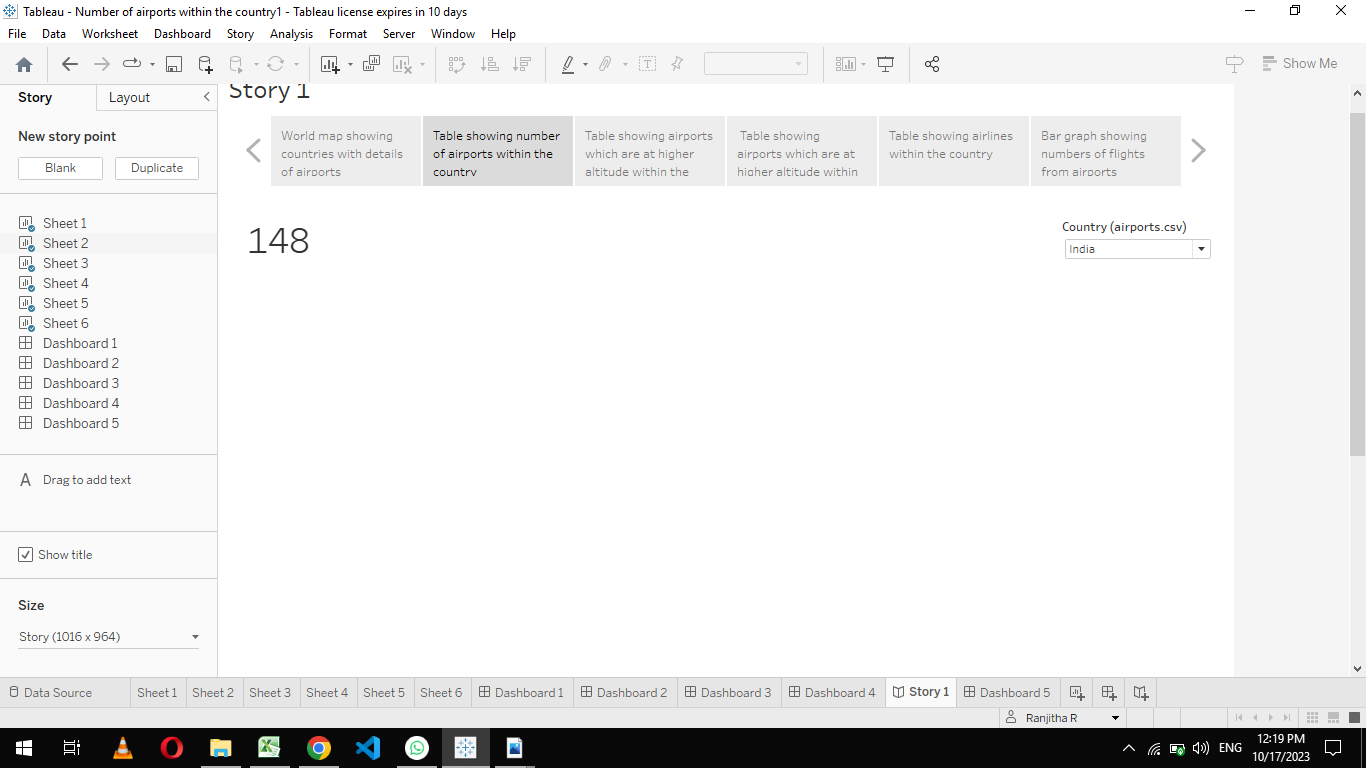 Tableau - Number of airports within the country1 - Tableau license expires in 10 days
File Data Worksheet Dashboard Story Analysis Format Server Window Help
Show Me
Story Layout
New story point
Blank Duplicate
Sheet 1
Sheet 2
Sheet 3
Sheet 4
Sheet 5
Sheet 6
Dashboard 1
Dashboard 2
Dashboard 3
Dashboard 4
Dashboard 5
A Drag to add text
Show title
Size
Story (1016 x 964)
Story 1
World map showing
countries with details
of airports
Table showing number
of airports within the
country
Table showing airports
which are at higher
altitude within the
Table showing
airports which are at
higher altitude within
Table showing airlines
within the country
Bar graph showing
numbers of flights
from airports
148
Country (airports.csv)
India
Data Source Sheet 1 Sheet 2 Sheet 3 Sheet 4 Sheet 5 Sheet 6 Dashboard 1 Dashboard 2 Dashboard 3 Dashboard 4 Story 1 Dashboard 5
Ranjitha R
ENG
12:19 PM
10/17/2023